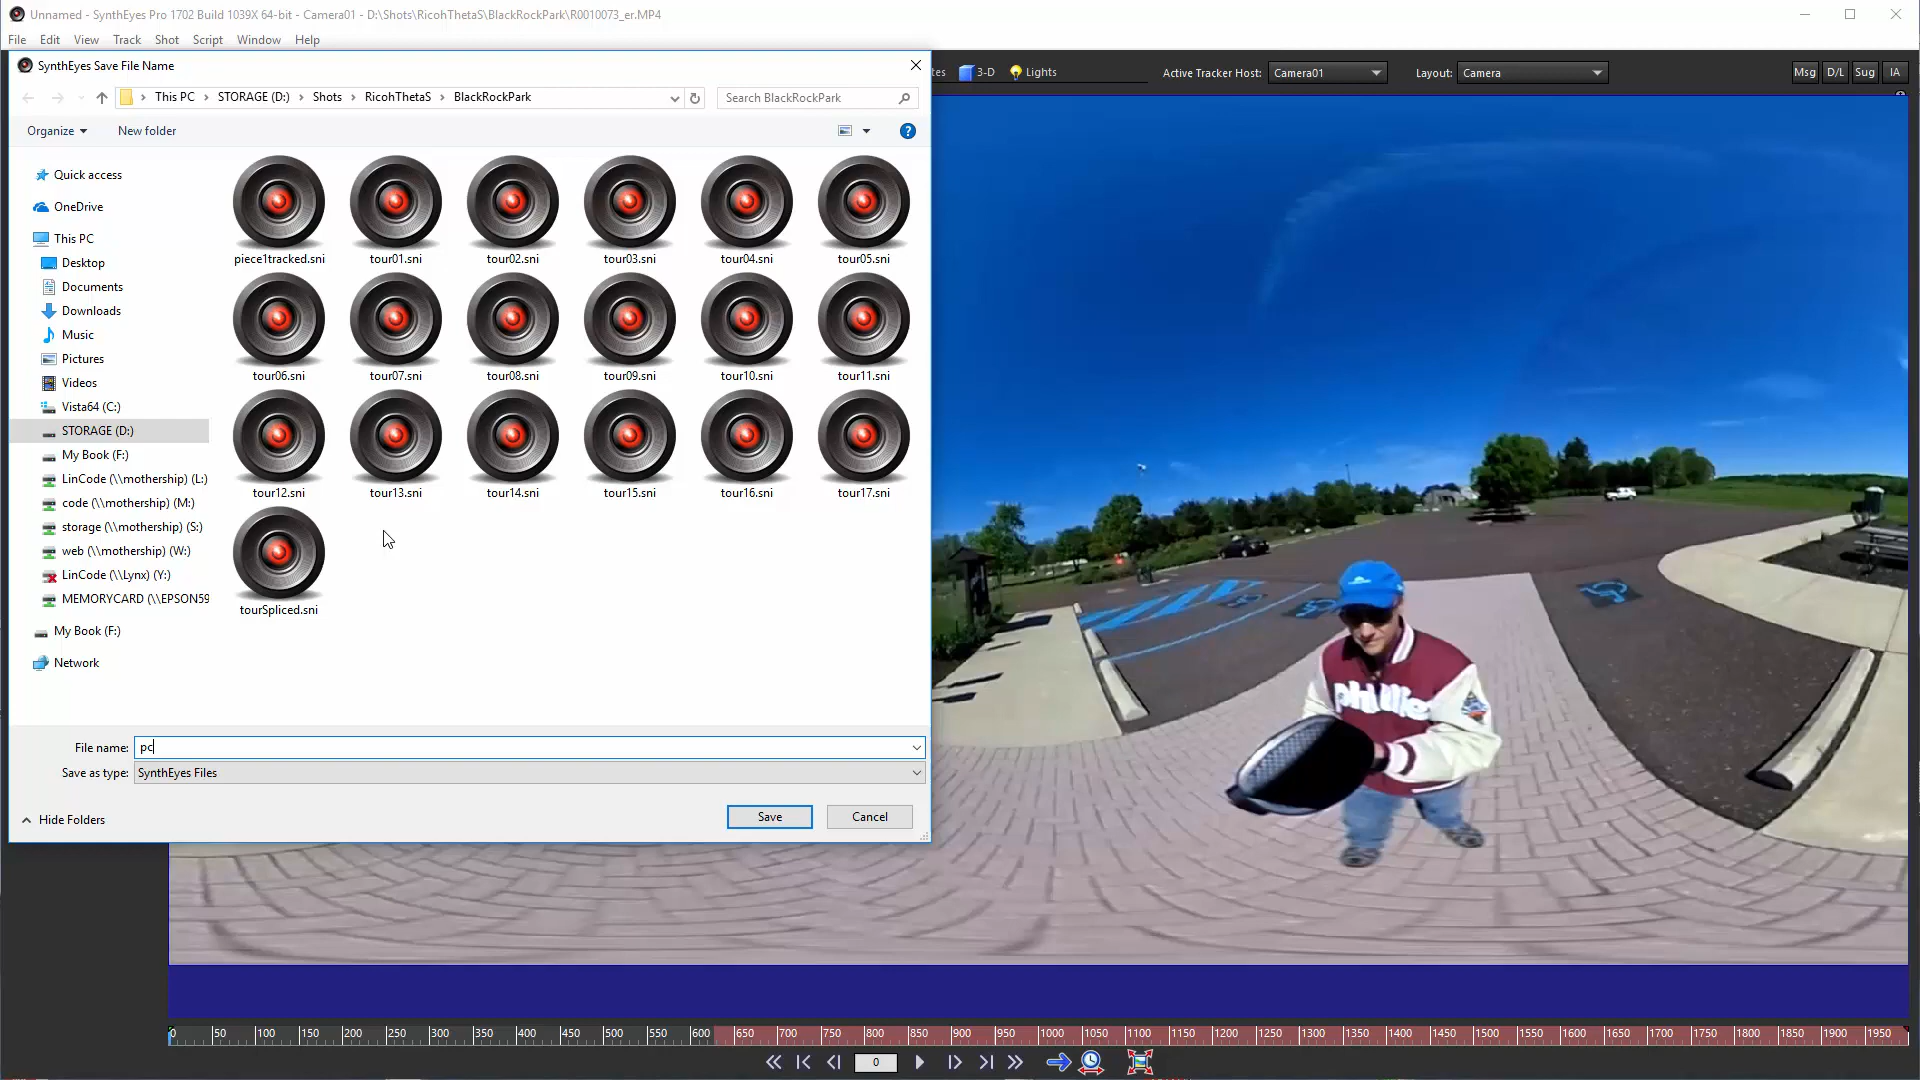 Unnamed - SynthEyes Pro 1702 Build 1039X 64-bit - Camera01 - D:\Shots\RicohThetaS\BlackRockPark\R0010073_er.MP4
File Edit View Track Shot Script Window Help
SynthEyes Save File Name
3-D Lights Active Tracker Host: Camera01 Layout: Camera Msg D/L Sug IA
This PC > STORAGE (D:) > Shots > RicohThetaS > BlackRockPark Search BlackRockPark
Organize New folder
Quick access
OneDrive
This PC
Desktop
Documents
Downloads
Music
Pictures
Videos
Vista64 (C:)
STORAGE (D:)
My Book (F:)
LinCode (\\mothership) (L:)
code (\\mothership) (M:)
storage (\\mothership) (S:)
web (\\mothership) (W:)
LinCode (\\Lynx) (Y:)
MEMORYCARD (\\EPSON59
My Book (F:)
Network
piece1tracked.sni tour01.sni tour02.sni tour03.sni tour04.sni tour05.sni
tour06.sni tour07.sni tour08.sni tour09.sni tour10.sni tour11.sni
tour12.sni tour13.sni tour14.sni tour15.sni tour16.sni tour17.sni
tourSpliced.sni
File name: pc
Save as type: SynthEyes Files
Hide Folders Save Cancel
0 50 100 150 200 250 300 350 400 450 500 550 600 650 700 750 800 850 900 950 1000 1050 1100 1150 1200 1250 1300 1350 1400 1450 1500 1550 1600 1650 1700 1750 1800 1850 1900 1950
0